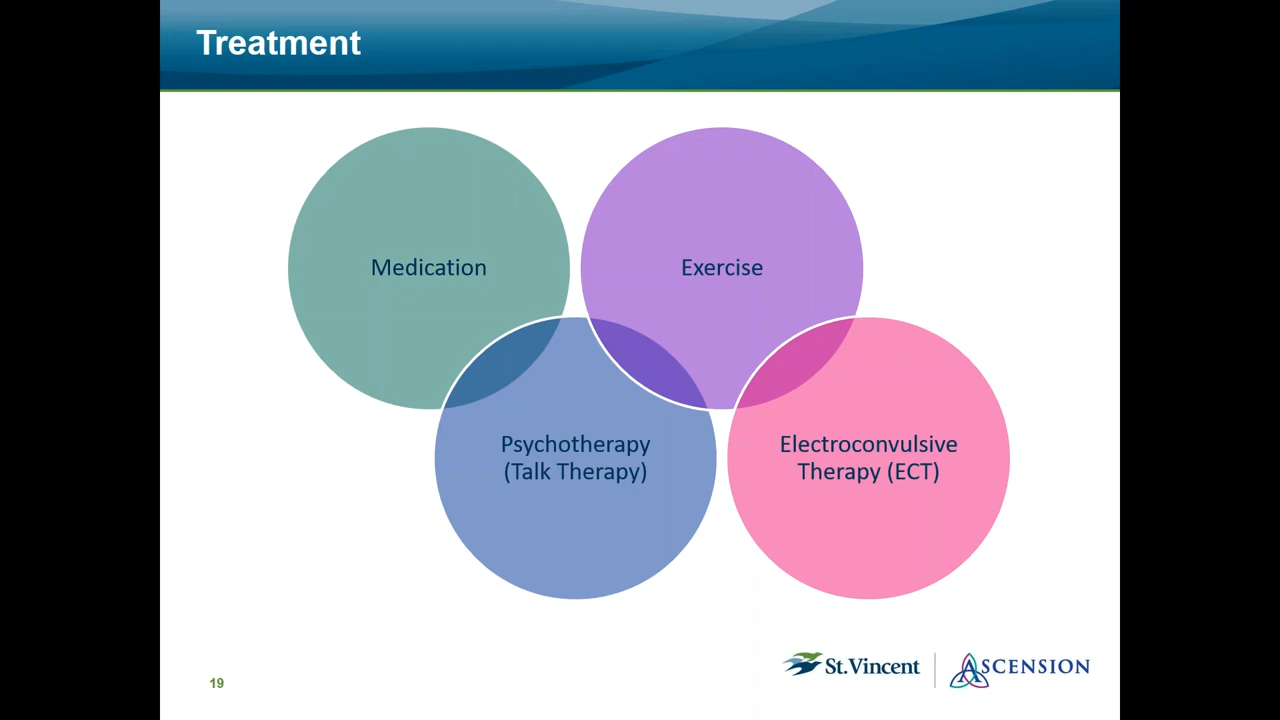 Treatment
Medication
Exercise
Psychotherapy
(Talk Therapy)
Electroconvulsive
Therapy (ECT)
19
St.Vincent
ASCENSION